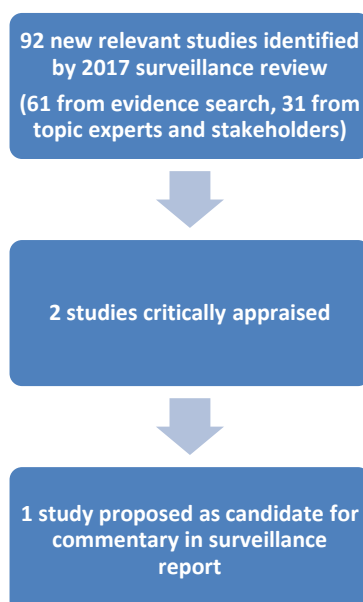 92 new relevant studies identified
by 2017 surveillance review
(61 from evidence search, 31 from
topic experts and stakeholders)
2 studies critically appraised
1 study proposed as candidate for
commentary in surveillance
report